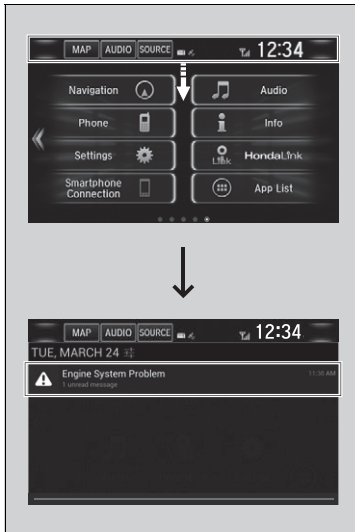 MAP AUDIO SOURCE 12:34
Navigation Audio
Phone Info
Settings Link HondaLink
Smartphone
Connection App List
MAP AUDIO SOURCE 12:34
TUE, MARCH 24
Engine System Problem 11:30 AM
1 unread message